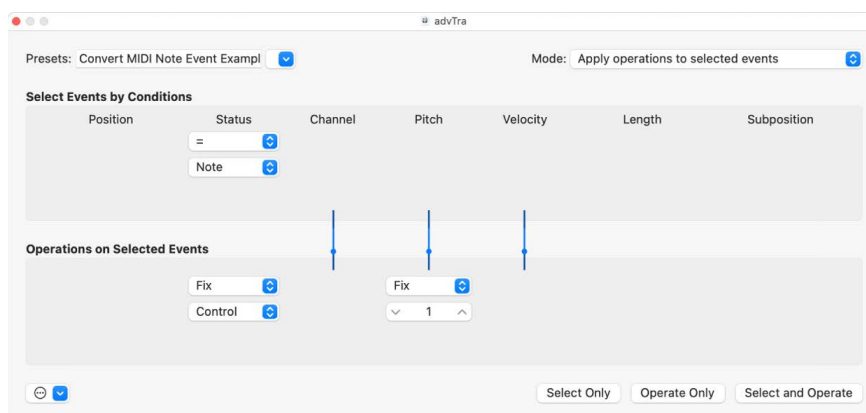 advTra
Presets: Convert MIDI Note Event Exampl Mode: Apply operations to selected events
Select Events by Conditions
Position Status Channel Pitch Velocity Length Subposition
=
Note
Operations on Selected Events
Fix Fix
Control 1
Select Only Operate Only Select and Operate